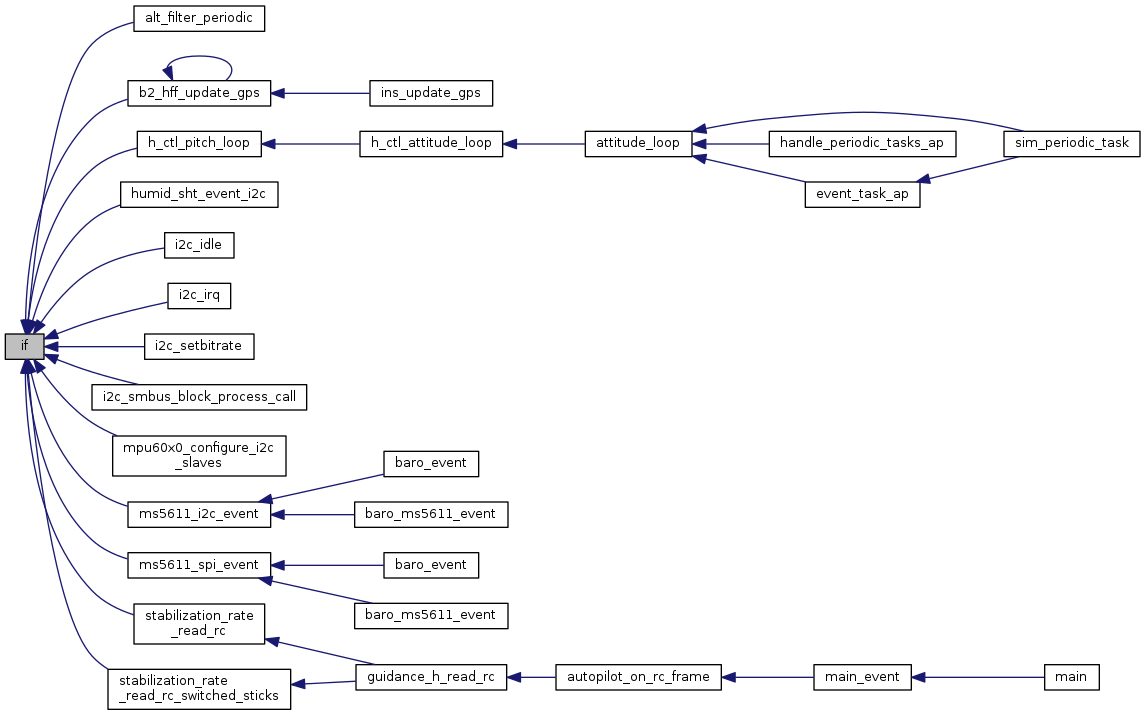 alt_filter_periodic
b2_hff_update_gps
ins_update_gps
h_ctl_pitch_loop
h_ctl_attitude_loop
attitude_loop
handle_periodic_tasks_ap
sim_periodic_task
humid_sht_event_i2c
event_task_ap
i2c_idle
i2c_irq
if
i2c_setbitrate
i2c_smbus_block_process_call
mpu60x0_configure_i2c
_slaves
baro_event
ms5611_i2c_event
baro_ms5611_event
ms5611_spi_event
baro_event
baro_ms5611_event
stabilization_rate
_read_rc
stabilization_rate
_read_rc_switched_sticks
guidance_h_read_rc
autopilot_on_rc_frame
main_event
main